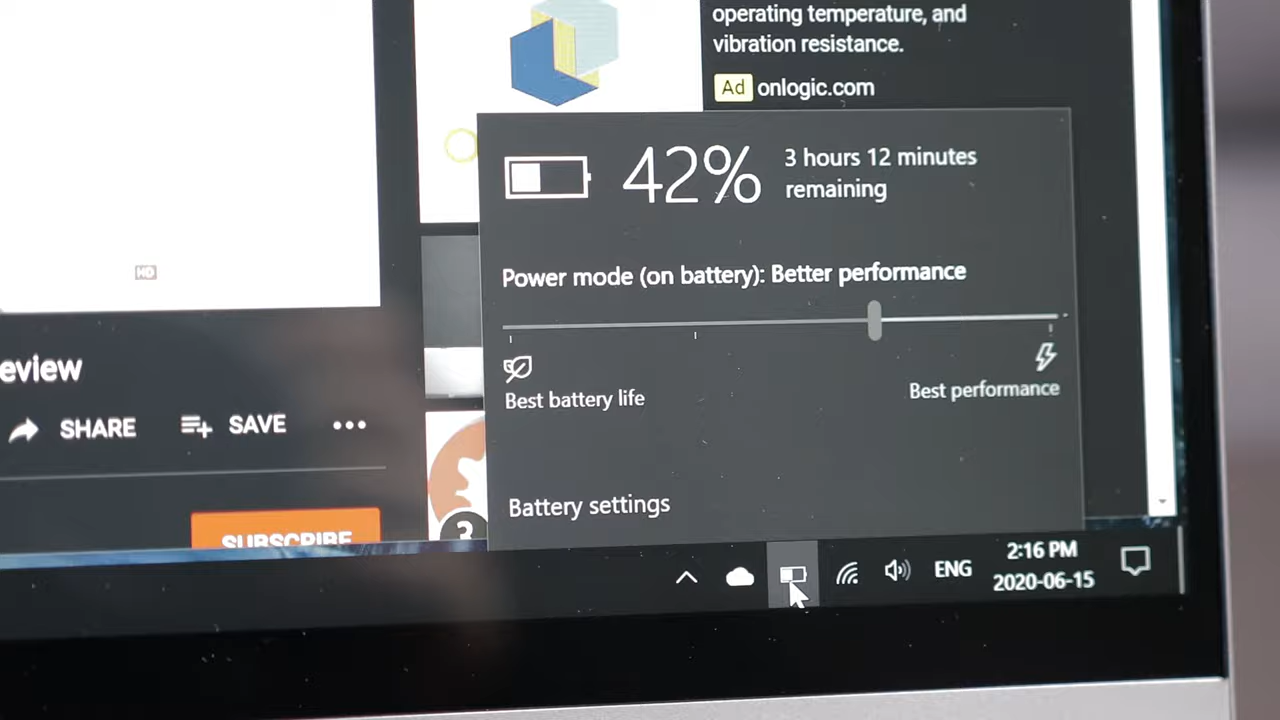 operating temperature, and
vibration resistance.
Ad onlogic.com
42%
3 hours 12 minutes
remaining
HD
Power mode (on battery): Better performance
Best battery life
Best performance
eview
SHARE
SAVE
Battery settings
SUBSCRIBE
3
ENG
2:16 PM
2020-06-15